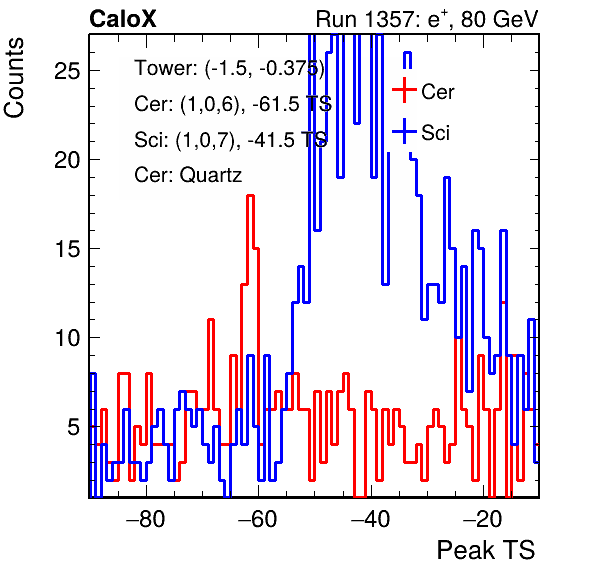 CaloX Run 1357: e⁺, 80 GeV
Counts
Tower: (-1.5, -0.375)
Cer: (1,0,6), -61.5 TS
Sci: (1,0,7), -41.5 TS
Cer: Quartz
Cer
Sci
25
20
15
10
5
−80 −60 −40 −20
Peak TS